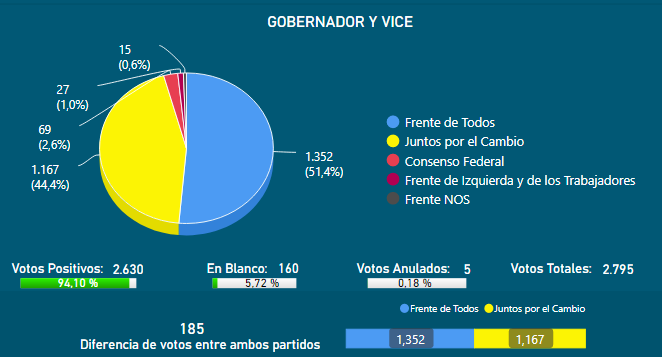 GOBERNADOR Y VICE
15
(0,6%)
27
(1,0%)
69
(2,6%)
1.167
(44,4%)
1.352
(51,4%)
Frente de Todos
Juntos por el Cambio
Consenso Federal
Frente de Izquierda y de los Trabajadores
Frente NOS
Votos Positivos: 2.630
94,10 %
En Blanco: 160
5,72 %
Votos Anulados: 5
0,18 %
Votos Totales: 2.795
Frente de Todos Juntos por el Cambio
185
Diferencia de votos entre ambos partidos
1,352 1,167